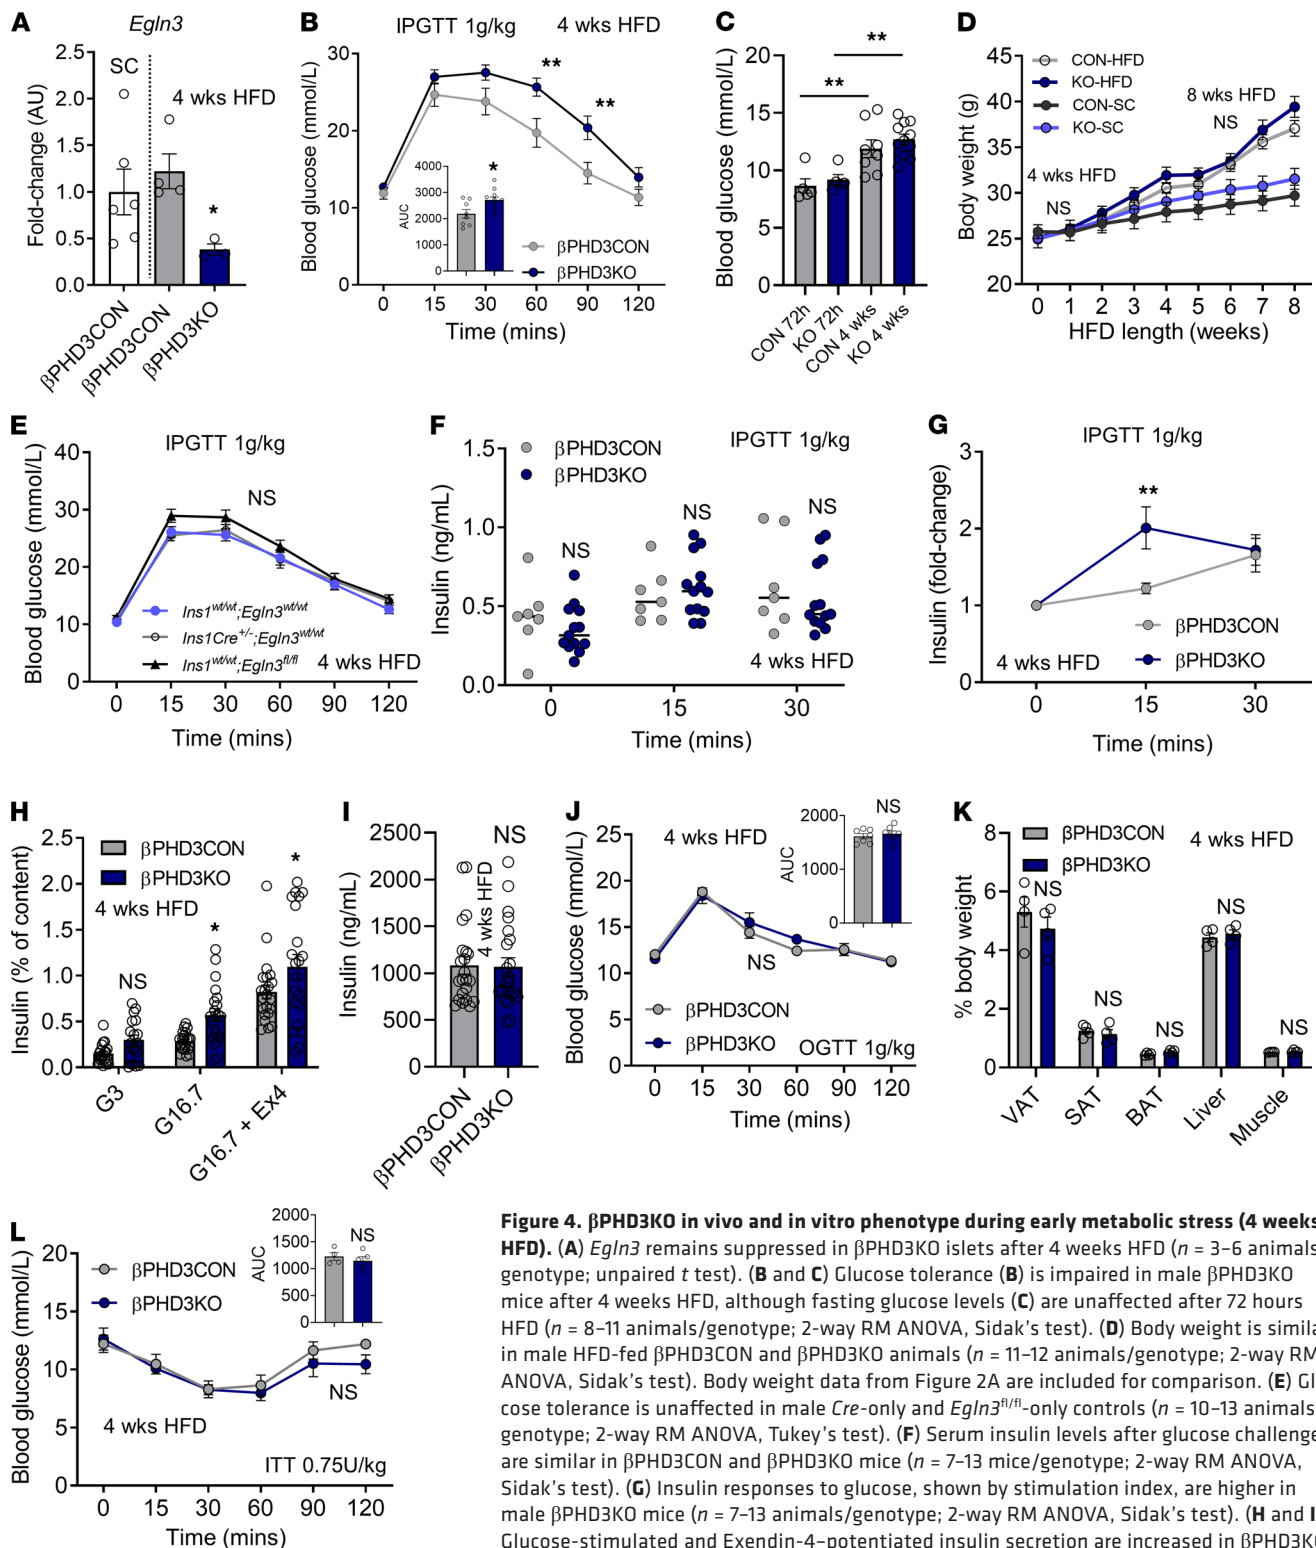 A
Egln3
SC
4 wks HFD
*
Fold-change (AU)
2.5
2.0
1.5
1.0
0.5
0.0
βPHD3CON
βPHD3CON
βPHD3KO
B
IPGTT 1g/kg
4 wks HFD
**
**
Blood glucose (mmol/L)
30
20
10
0
AUC
4000
3000
2000
1000
0
*
βPHD3CON
βPHD3KO
0 15 30 60 90 120
Time (mins)
C
**
**
Blood glucose (mmol/L)
20
15
10
5
0
CON 72h
KO 72h
CON 4 wks
KO 4 wks
D
CON-HFD
KO-HFD
CON-SC
KO-SC
8 wks HFD
NS
4 wks HFD
NS
Body weight (g)
45
40
35
30
25
20
0 1 2 3 4 5 6 7 8
HFD length (weeks)
E
IPGTT 1g/kg
NS
Blood glucose (mmol/L)
40
30
20
10
0
Ins1wt/wt;Egln3wt/wt
Ins1Cre+/-;Egln3wt/wt
Ins1wt/wt;Egln3fl/fl
4 wks HFD
0 15 30 60 90 120
Time (mins)
F
βPHD3CON
βPHD3KO
IPGTT 1g/kg
NS
NS
NS
Insulin (ng/mL)
1.5
1.0
0.5
0.0
4 wks HFD
0 15 30
Time (mins)
G
IPGTT 1g/kg
**
Insulin (fold-change)
3
2
1
0
βPHD3CON
βPHD3KO
4 wks HFD
0 15 30
Time (mins)
H
βPHD3CON
βPHD3KO
4 wks HFD
NS
*
*
Insulin (% of content)
2.5
2.0
1.5
1.0
0.5
0.0
G3
G16.7
G16.7 + Ex4
I
NS
4 wks HFD
Insulin (ng/mL)
2500
2000
1500
1000
500
0
βPHD3CON
βPHD3KO
J
4 wks HFD
AUC
2000
1000
0
NS
NS
Blood glucose (mmol/L)
25
20
15
10
5
0
βPHD3CON
βPHD3KO
OGTT 1g/kg
0 15 30 60 90 120
Time (mins)
K
βPHD3CON
βPHD3KO
4 wks HFD
NS
NS
NS
NS
NS
% body weight
8
6
4
2
0
VAT
SAT
BAT
Liver
Muscle
L
AUC
2000
1500
1000
500
0
NS
βPHD3CON
βPHD3KO
Blood glucose (mmol/L)
20
15
10
5
0
4 wks HFD
NS
ITT 0.75U/kg
0 15 30 60 90 120
Time (mins)
Figure 4. βPHD3KO in vivo and in vitro phenotype during early metabolic stress (4 weeks
HFD). (A) Egln3 remains suppressed in βPHD3KO islets after 4 weeks HFD (n = 3–6 animals
genotype; unpaired t test). (B and C) Glucose tolerance (B) is impaired in male βPHD3KO
mice after 4 weeks HFD, although fasting glucose levels (C) are unaffected after 72 hours
HFD (n = 8–11 animals/genotype; 2-way RM ANOVA, Sidak's test). (D) Body weight is simila
in male HFD-fed βPHD3CON and βPHD3KO animals (n = 11–12 animals/genotype; 2-way RM
ANOVA, Sidak's test). Body weight data from Figure 2A are included for comparison. (E) Gl
cose tolerance is unaffected in male Cre-only and Egln3fl/fl-only controls (n = 10–13 animals
genotype; 2-way RM ANOVA, Tukey's test). (F) Serum insulin levels after glucose challenge
are similar in βPHD3CON and βPHD3KO mice (n = 7–13 mice/genotype; 2-way RM ANOVA,
Sidak's test). (G) Insulin responses to glucose, shown by stimulation index, are higher in
male βPHD3KO mice (n = 7–13 animals/genotype; 2-way RM ANOVA, Sidak's test). (H and I
Glucose-stimulated and Exendin-4–potentiated insulin secretion are increased in βPHD3KO